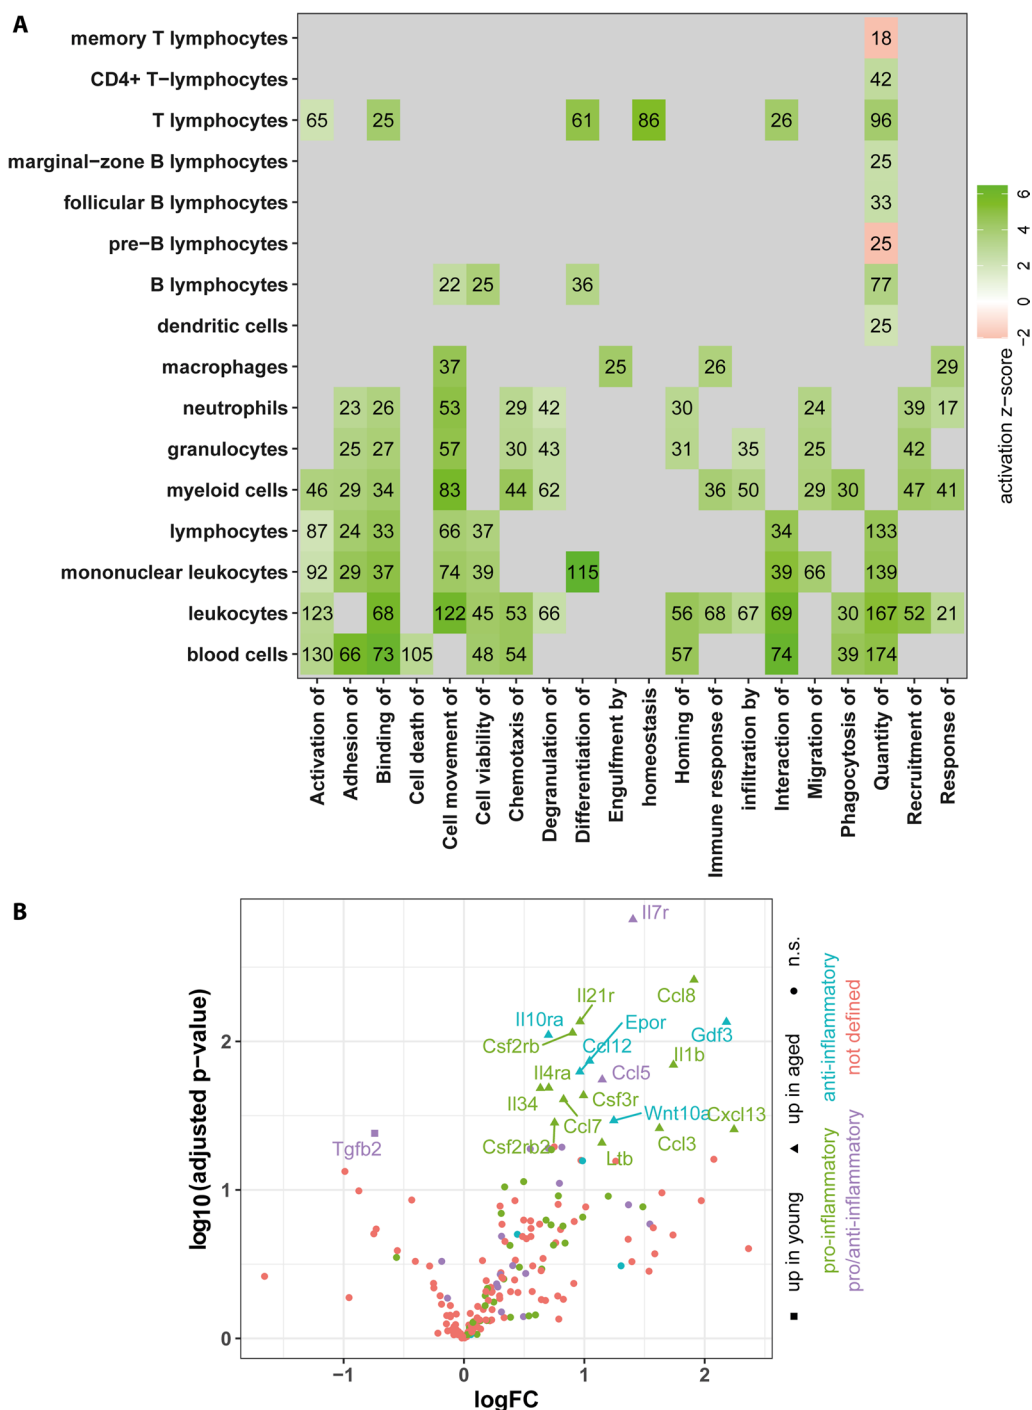 A
memory T lymphocytes 18
CD4+ T−lymphocytes 42
T lymphocytes 65 25 61 86 26 96
marginal−zone B lymphocytes 25
follicular B lymphocytes 33
pre−B lymphocytes 25
B lymphocytes 22 25 36 77
dendritic cells 25
macrophages 37 25 26 29
neutrophils 23 26 53 29 42 30 24 39 17
granulocytes 25 27 57 30 43 31 35 25 42
myeloid cells 46 29 34 83 44 62 36 50 29 30 47 41
lymphocytes 87 24 33 66 37 34 133
mononuclear leukocytes 92 29 37 74 39 115 39 66 139
leukocytes 123 68 122 45 53 66 56 68 67 69 30 167 52 21
blood cells 130 66 73 105 48 54 57 74 39 174
Activation of
Adhesion of
Binding of
Cell death of
Cell movement of
Cell viability of
Chemotaxis of
Degranulation of
Differentiation of
Engulfment by
homeostasis
Homing of
Immune response of
infiltration by
Interaction of
Migration of
Phagocytosis of
Quantity of
Recruitment of
Response of
−2 0 2 4 6
activation z−score
B
Il7r
Ccl8
Il21r
Il10ra
Epor
Gdf3
Csf2rb
Ccl12
Il1b
Il4ra
Ccl5
Il34
Csf3r
Wnt10a
Cxcl13
Ccl7
Ccl3
Csf2rb2
Ltb
Tgfb2
log10(adjusted p−value)
2
1
0
−1 0 1 2
logFC
up in young
up in aged
n.s.
pro−inflammatory
anti−inflammatory
pro/anti−inflammatory
not defined